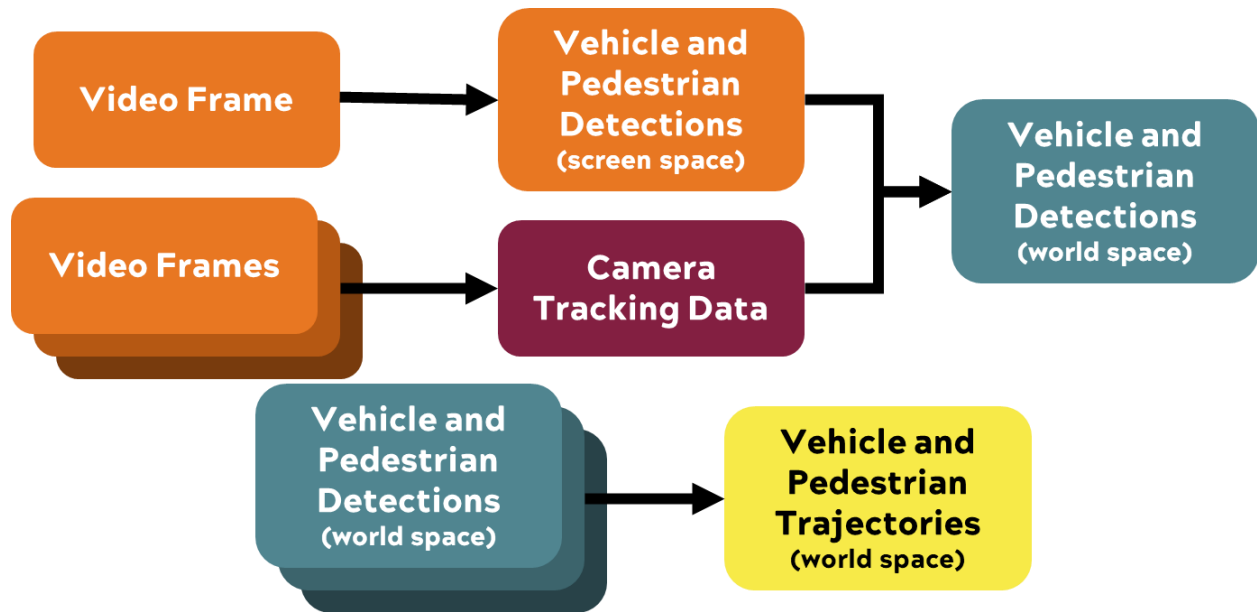 Video Frame
Vehicle and
Pedestrian
Detections
(screen space)
Vehicle and
Pedestrian
Detections
(world space)
Video Frames
Camera
Tracking Data
Vehicle and
Pedestrian
Detections
(world space)
Vehicle and
Pedestrian
Trajectories
(world space)